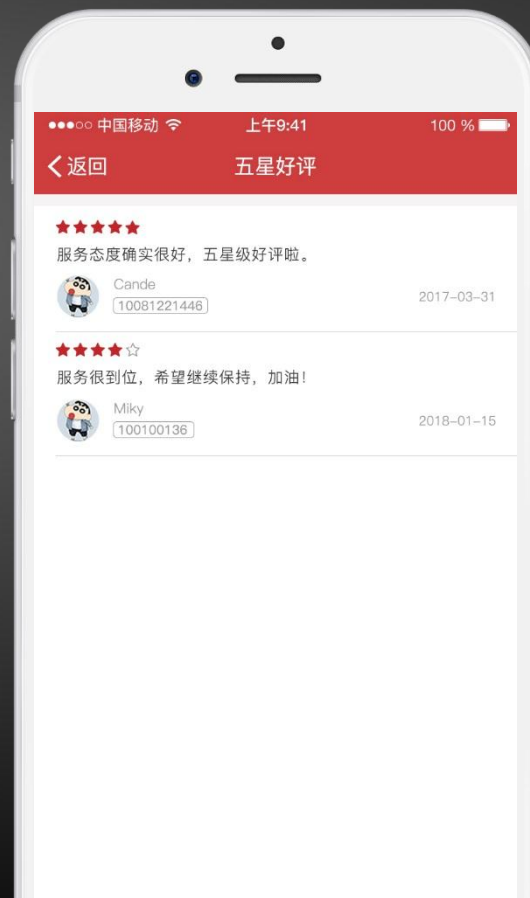 中国移动 上午9:41 100 %
返回 五星好评
服务态度确实很好，五星级好评啦。
Cande
10081221446
2017-03-31
服务很到位，希望继续保持，加油！
Miky
100100136
2018-01-15